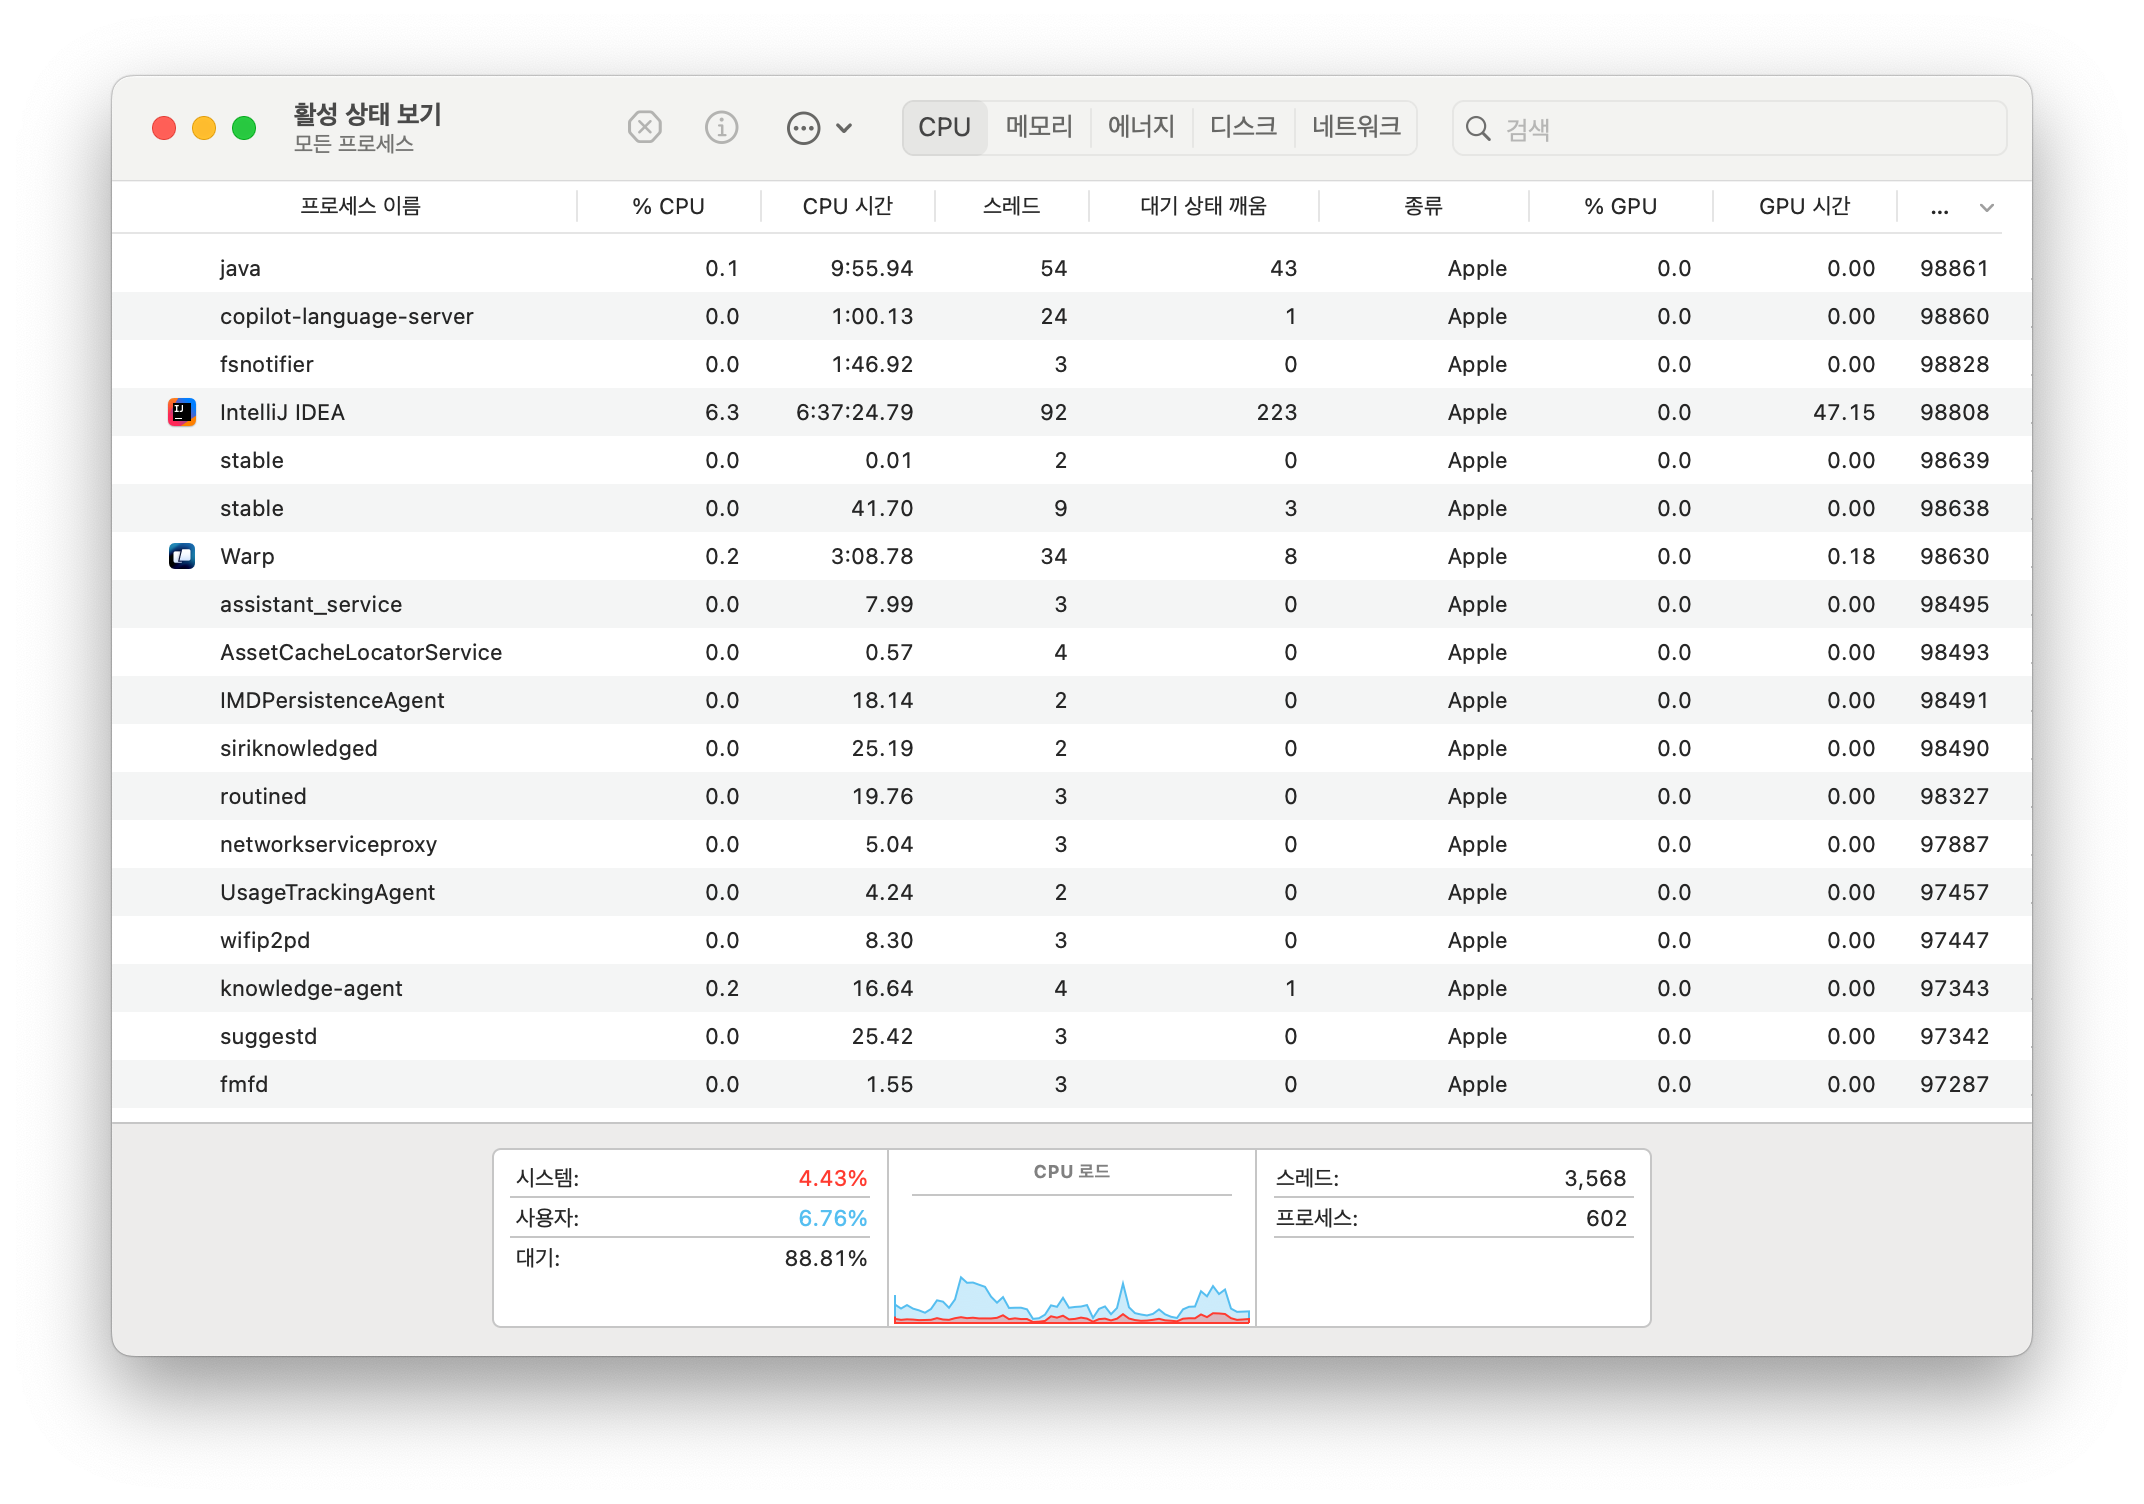 활성 상태 보기
모든 프로세스
CPU 메모리 에너지 디스크 네트워크 검색
프로세스 이름 % CPU CPU 시간 스레드 대기 상태 깨움 종류 % GPU GPU 시간 ...
java 0.1 9:55.94 54 43 Apple 0.0 0.00 98861
copilot-language-server 0.0 1:00.13 24 1 Apple 0.0 0.00 98860
fsnotifier 0.0 1:46.92 3 0 Apple 0.0 0.00 98828
IntelliJ IDEA 6.3 6:37:24.79 92 223 Apple 0.0 47.15 98808
stable 0.0 0.01 2 0 Apple 0.0 0.00 98639
stable 0.0 41.70 9 3 Apple 0.0 0.00 98638
Warp 0.2 3:08.78 34 8 Apple 0.0 0.18 98630
assistant_service 0.0 7.99 3 0 Apple 0.0 0.00 98495
AssetCacheLocatorService 0.0 0.57 4 0 Apple 0.0 0.00 98493
IMDPersistenceAgent 0.0 18.14 2 0 Apple 0.0 0.00 98491
siriknowledged 0.0 25.19 2 0 Apple 0.0 0.00 98490
routined 0.0 19.76 3 0 Apple 0.0 0.00 98327
networkserviceproxy 0.0 5.04 3 0 Apple 0.0 0.00 97887
UsageTrackingAgent 0.0 4.24 2 0 Apple 0.0 0.00 97457
wifip2pd 0.0 8.30 3 0 Apple 0.0 0.00 97447
knowledge-agent 0.2 16.64 4 1 Apple 0.0 0.00 97343
suggestd 0.0 25.42 3 0 Apple 0.0 0.00 97342
fmfd 0.0 1.55 3 0 Apple 0.0 0.00 97287
시스템: 4.43%
사용자: 6.76%
대기: 88.81%
CPU 로드
스레드: 3,568
프로세스: 602